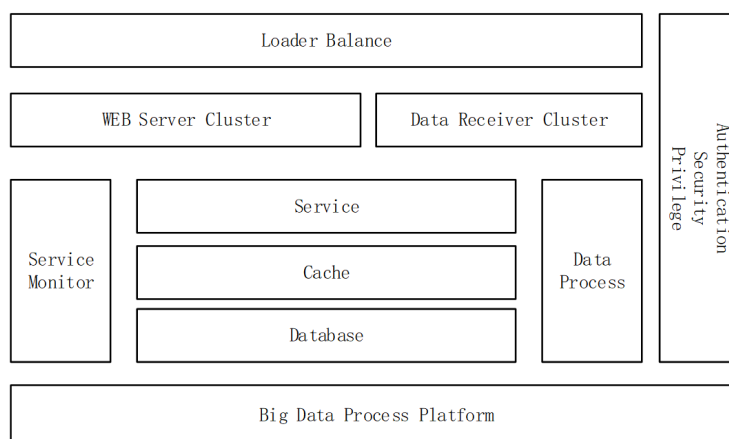 Loader Balance
WEB Server Cluster
Data Receiver Cluster
Authentication
Security
Privilege
Service
Monitor
Service
Cache
Database
Data
Process
Big Data Process Platform